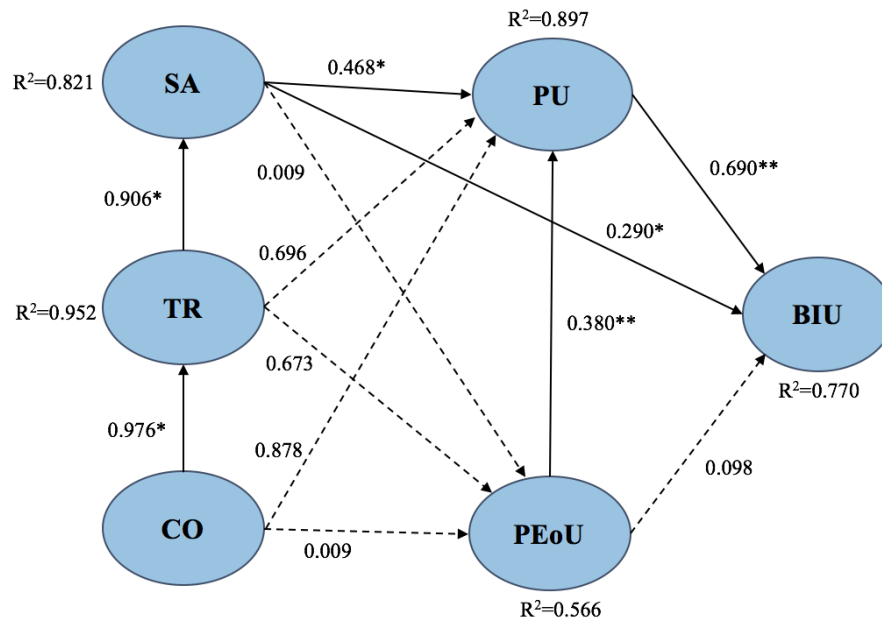 R²=0.897
SA
R²=0.821
0.468*
PU
0.009
0.690**
0.906*
0.696
0.290*
TR
R²=0.952
BIU
0.380**
0.673
R²=0.770
0.976*
0.878
0.098
CO
0.009
PEoU
R²=0.566